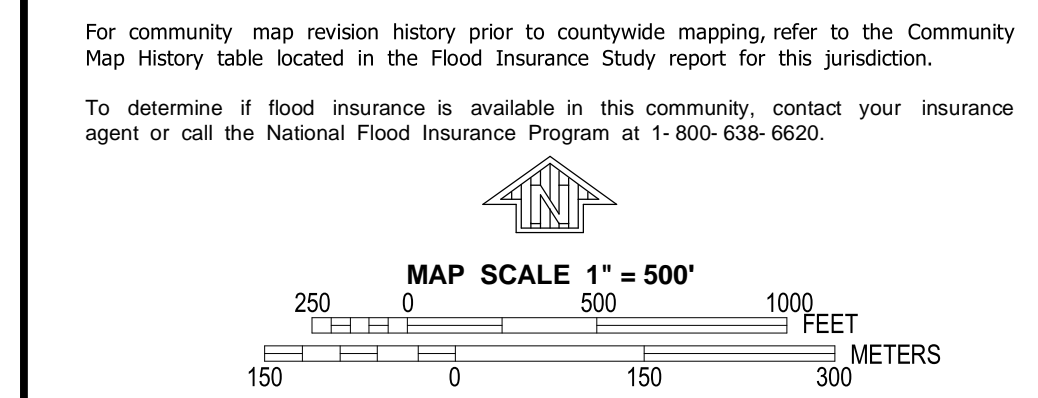 For community map revision history prior to countywide mapping, refer to the Community
Map History table located in the Flood Insurance Study report for this jurisdiction.
To determine if flood insurance is available in this community, contact your insurance
agent or call the National Flood Insurance Program at 1- 800- 638- 6620.
N
MAP SCALE 1" = 500'
250 0 500 1000
FEET
METERS
150 0 150 300